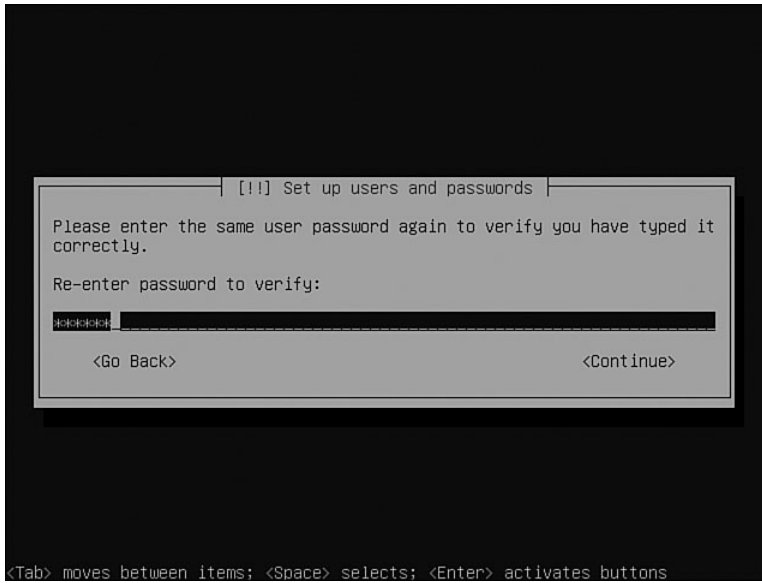 [!!] Set up users and passwords
Please enter the same user password again to verify you have typed it
correctly.
Re-enter password to verify:
******
<Go Back> <Continue>
<Tab> moves between items; <Space> selects; <Enter> activates buttons